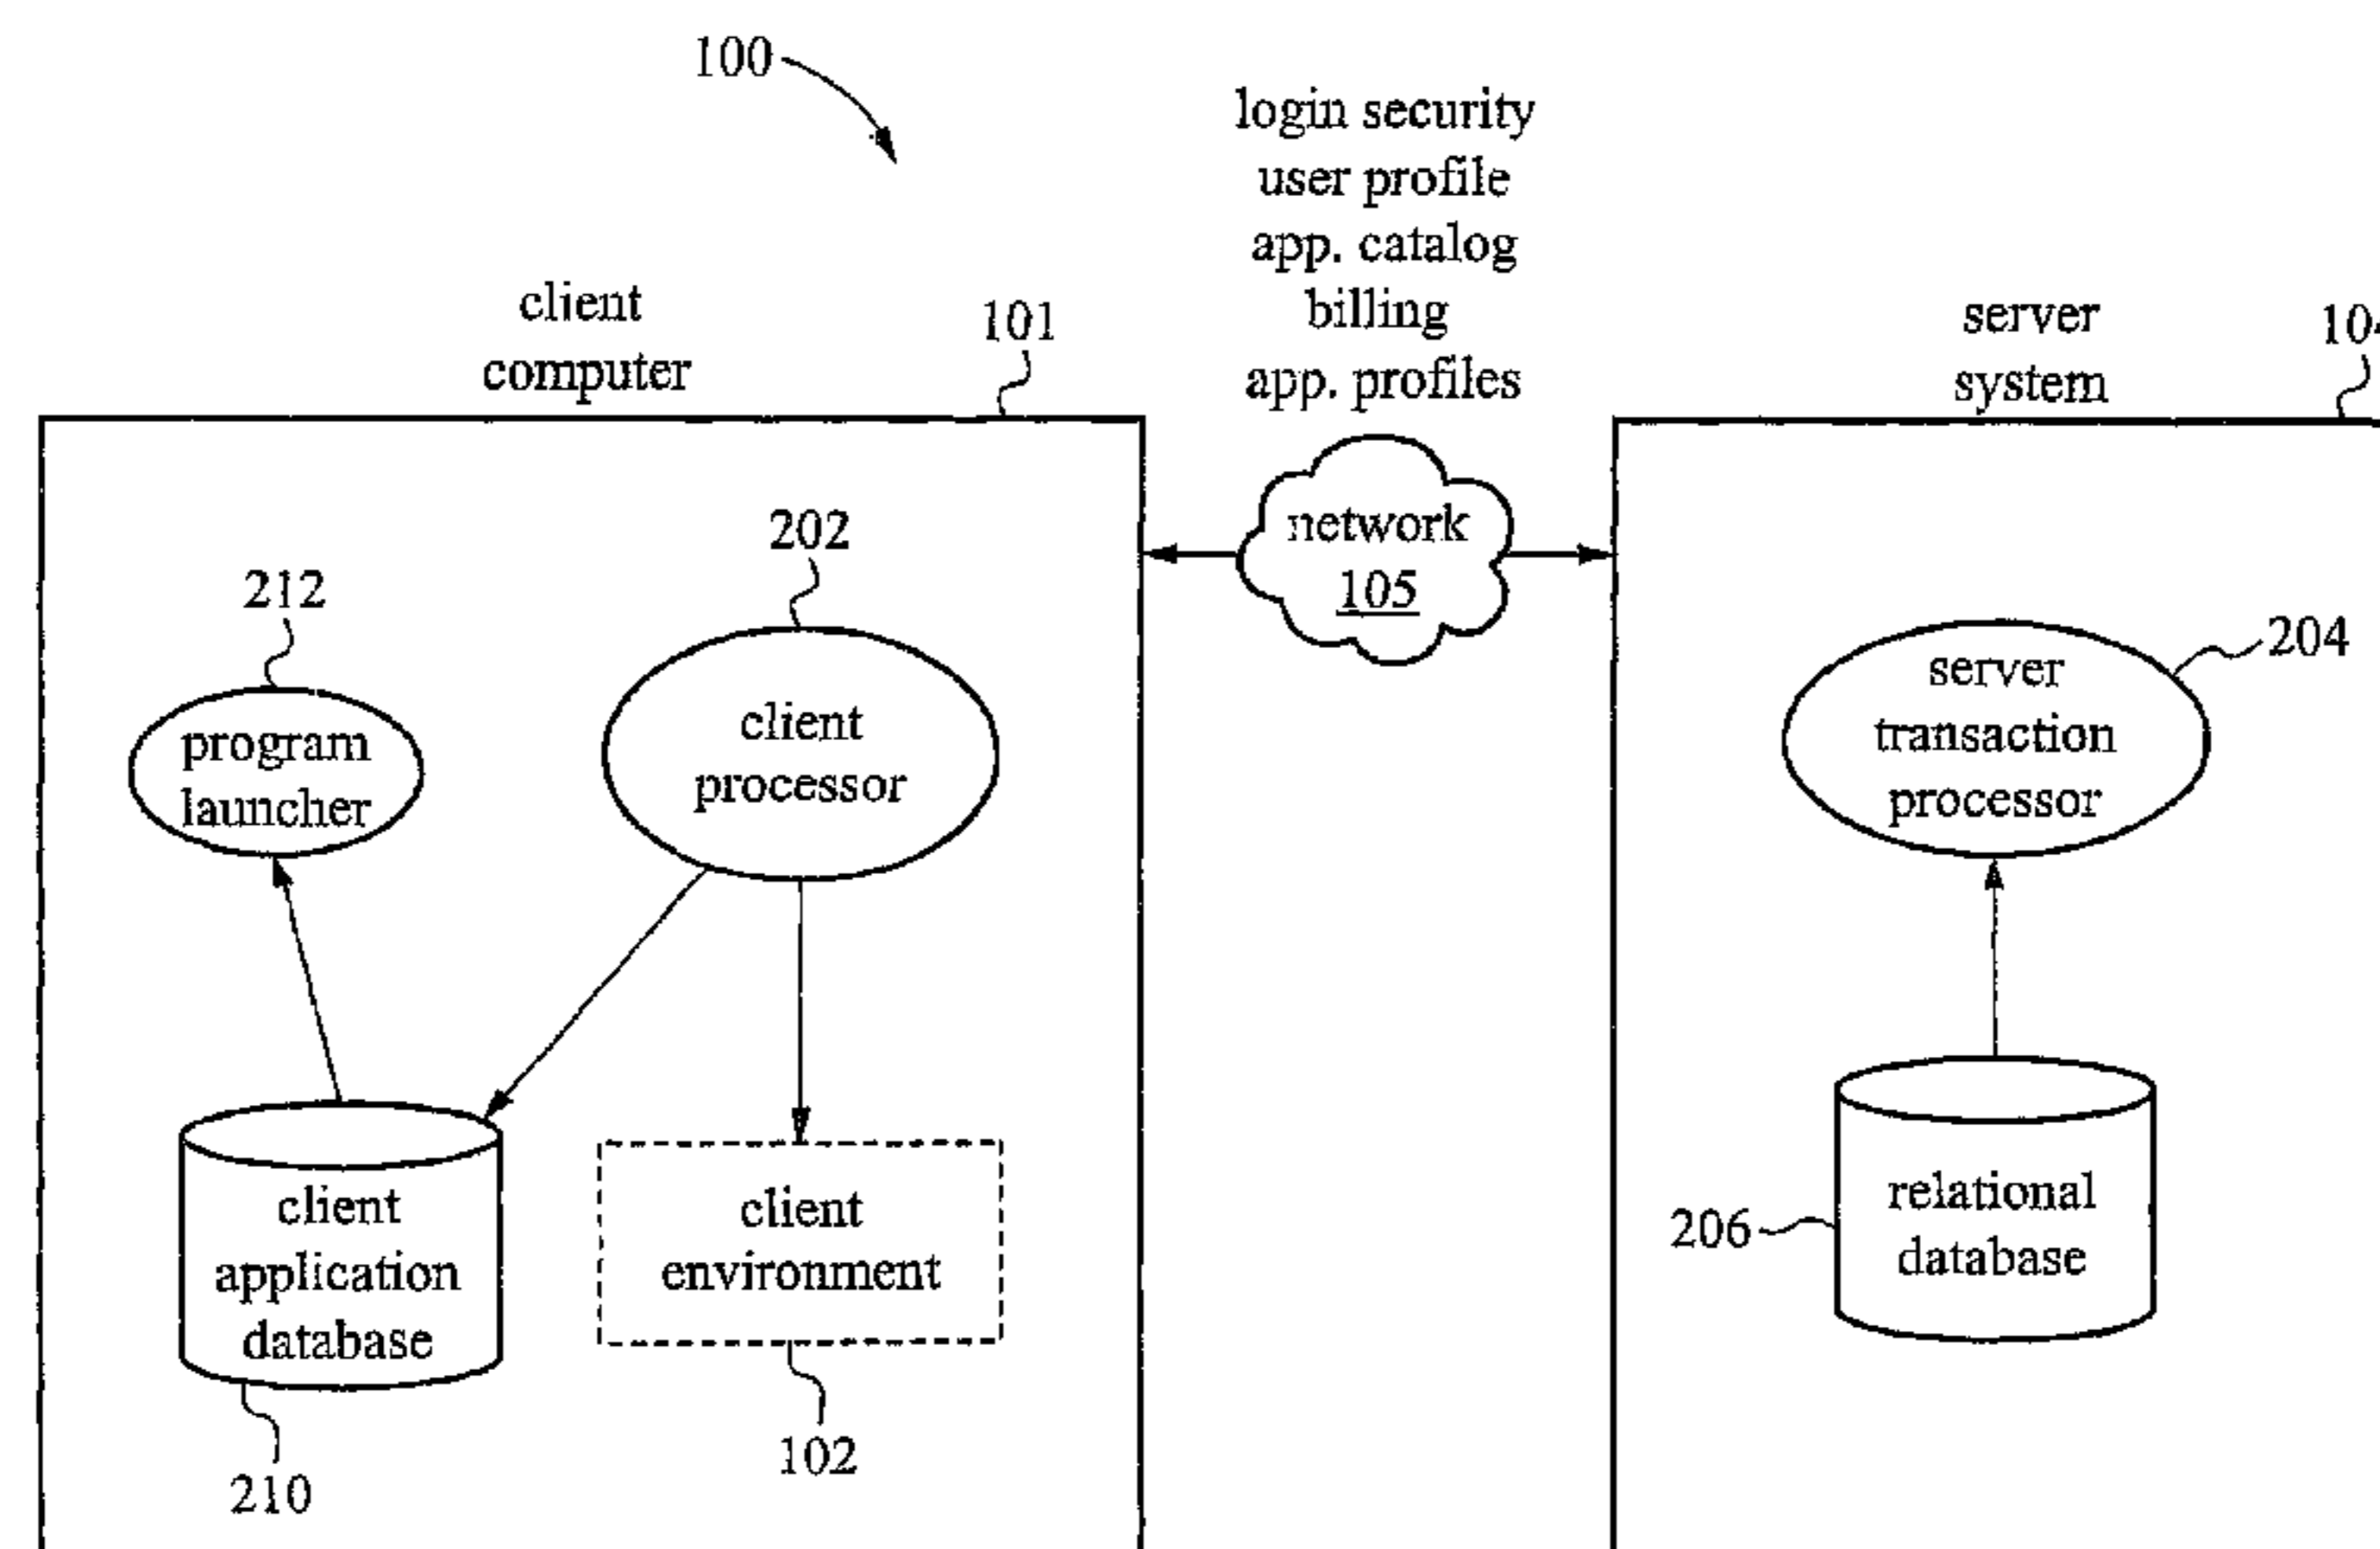 100
login security
user profile
app. catalog
billing
app. profiles
client
computer
101
server
system
network
105
202
212
204
program
launcher
client
processor
server
transaction
processor
client
application
database
client
environment
206
relational
database
210
102